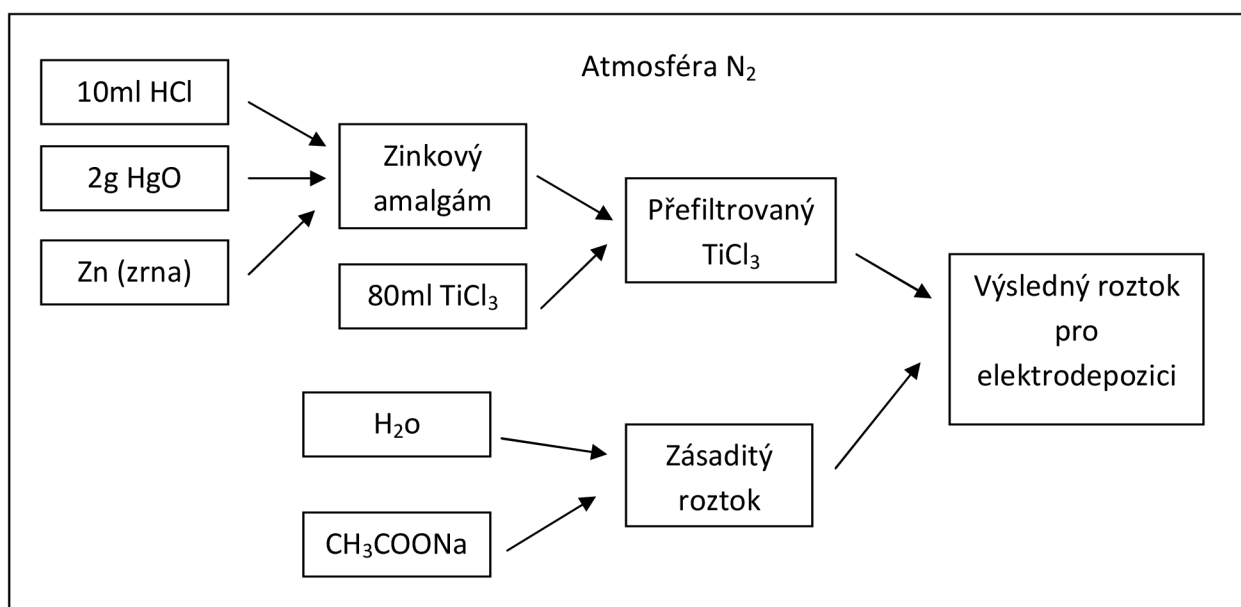 Atmosféra N₂
10ml HCl
2g HgO
Zn (zrna)
Zinkový
amalgám
80ml TiCl₃
Přefiltrovaný
TiCl₃
H₂o
CH₃COONa
Zásaditý
roztok
Výsledný roztok
pro
elektrodepozici